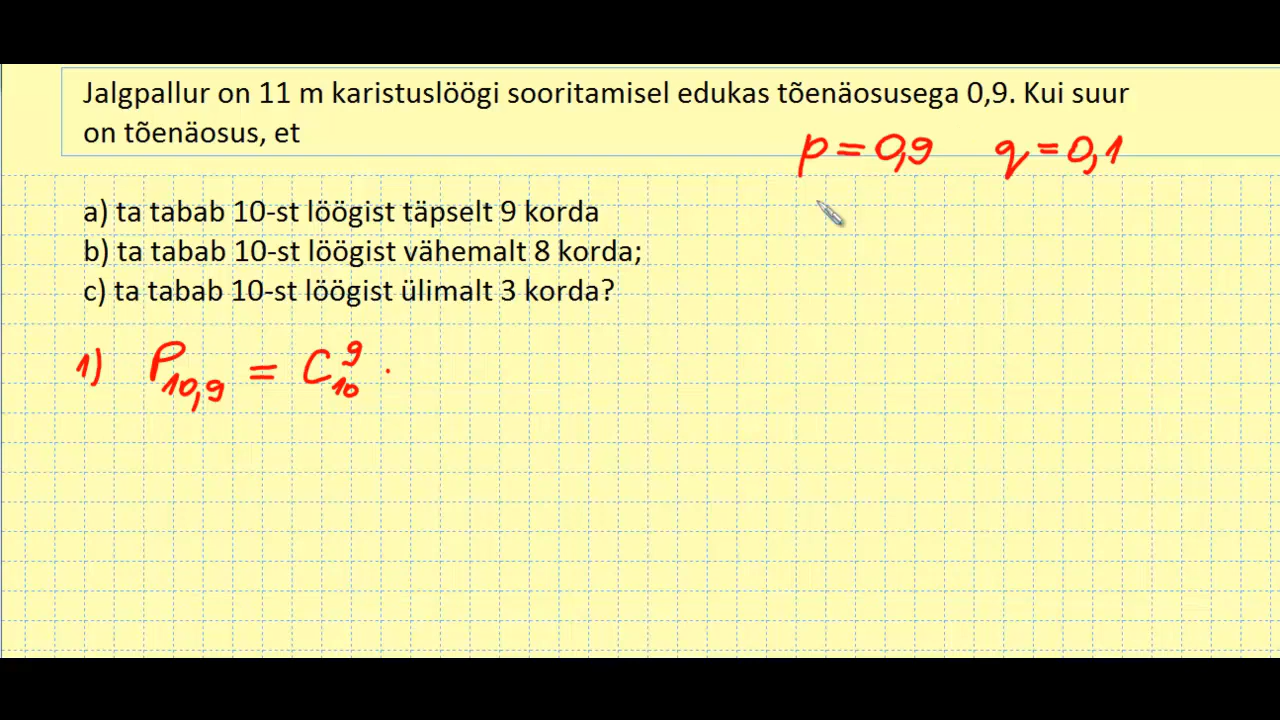 Jalgpallur on 11 m karistuslöögi sooritamisel edukas tõenäosusega 0,9. Kui suur
on tõenäosus, et
p = 0,9 q = 0,1
a) ta tabab 10-st löögist täpselt 9 korda
b) ta tabab 10-st löögist vähemalt 8 korda;
c) ta tabab 10-st löögist ülimalt 3 korda?
1) P₁₀,₉ = C₁₀⁹ ·